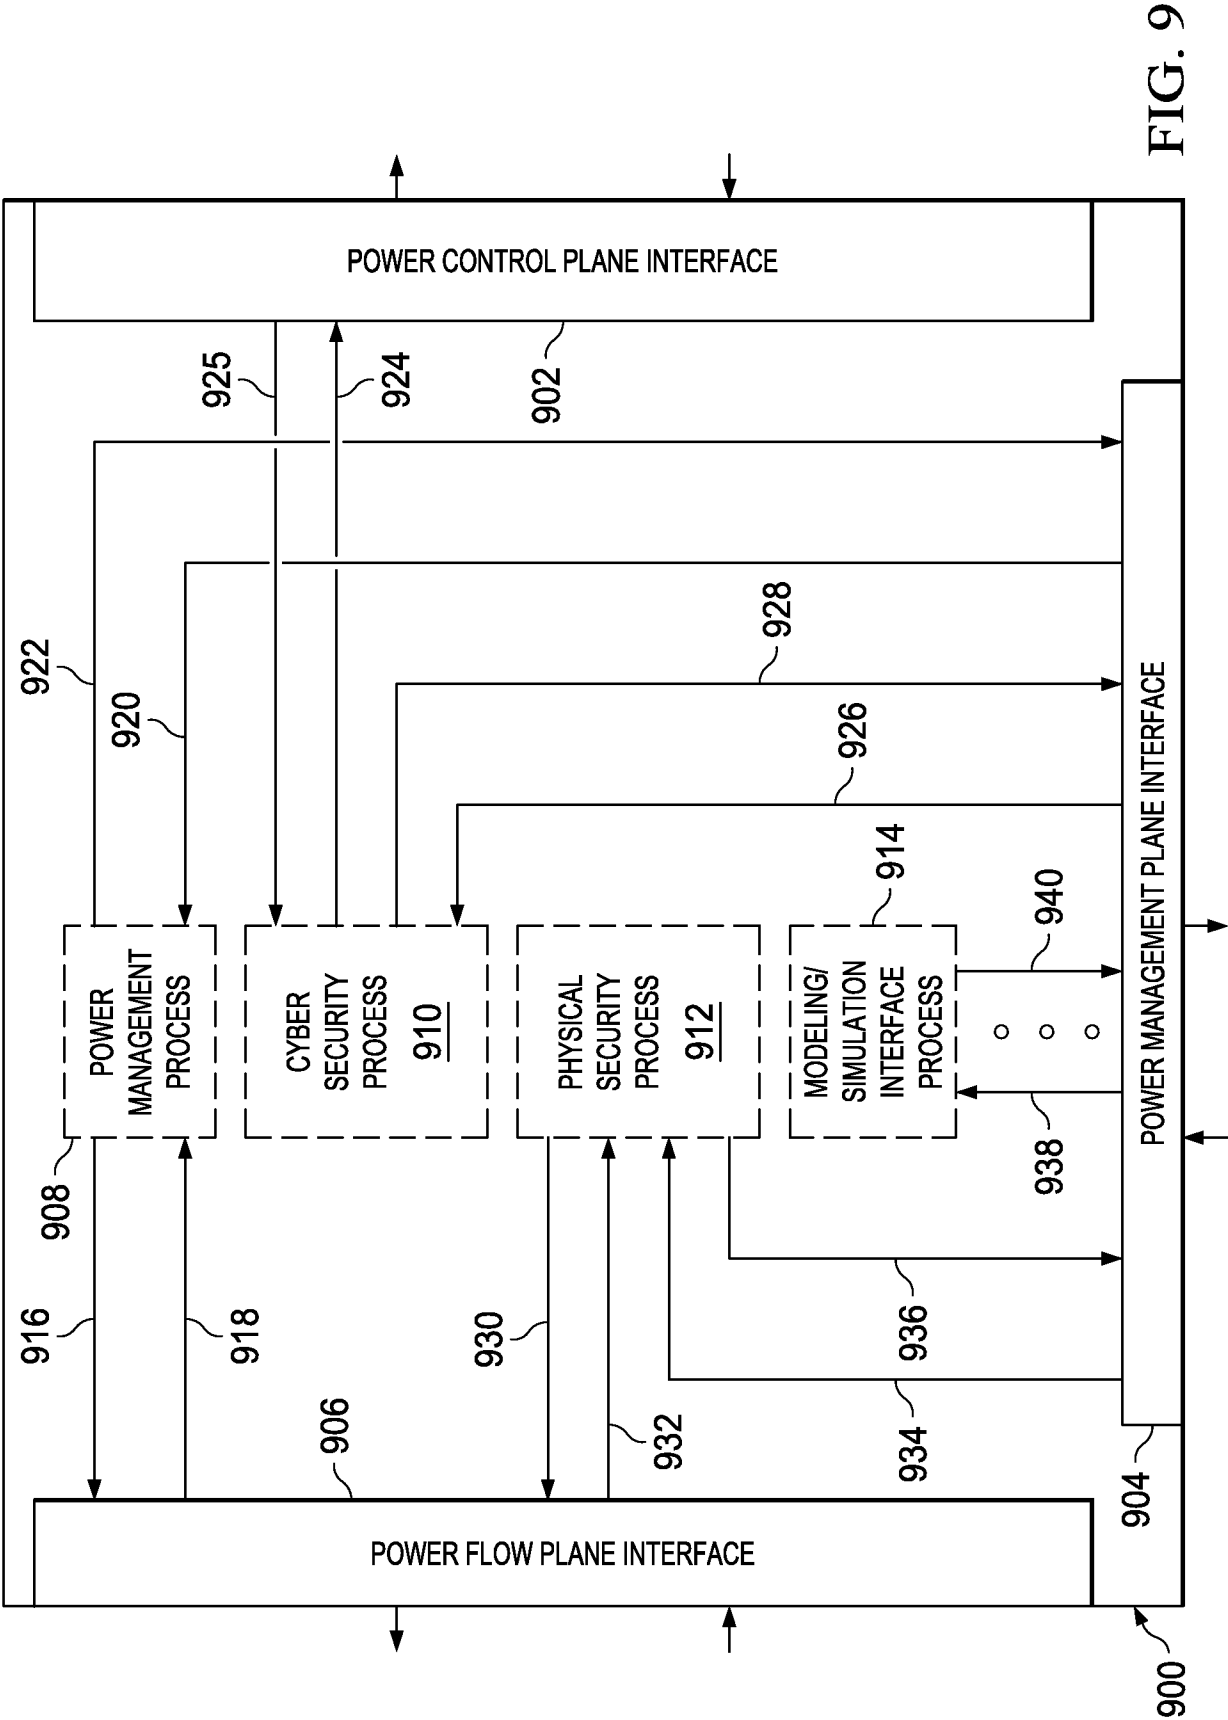 FIG. 9
POWER CONTROL PLANE INTERFACE
925
924
902
922
920
928
926
914
940
POWER
MANAGEMENT
PROCESS
908
CYBER
SECURITY
PROCESS
910
PHYSICAL
SECURITY
PROCESS
912
MODELING/
SIMULATION
INTERFACE
PROCESS
938
POWER MANAGEMENT PLANE INTERFACE
916
918
930
932
936
934
904
906
POWER FLOW PLANE INTERFACE
900